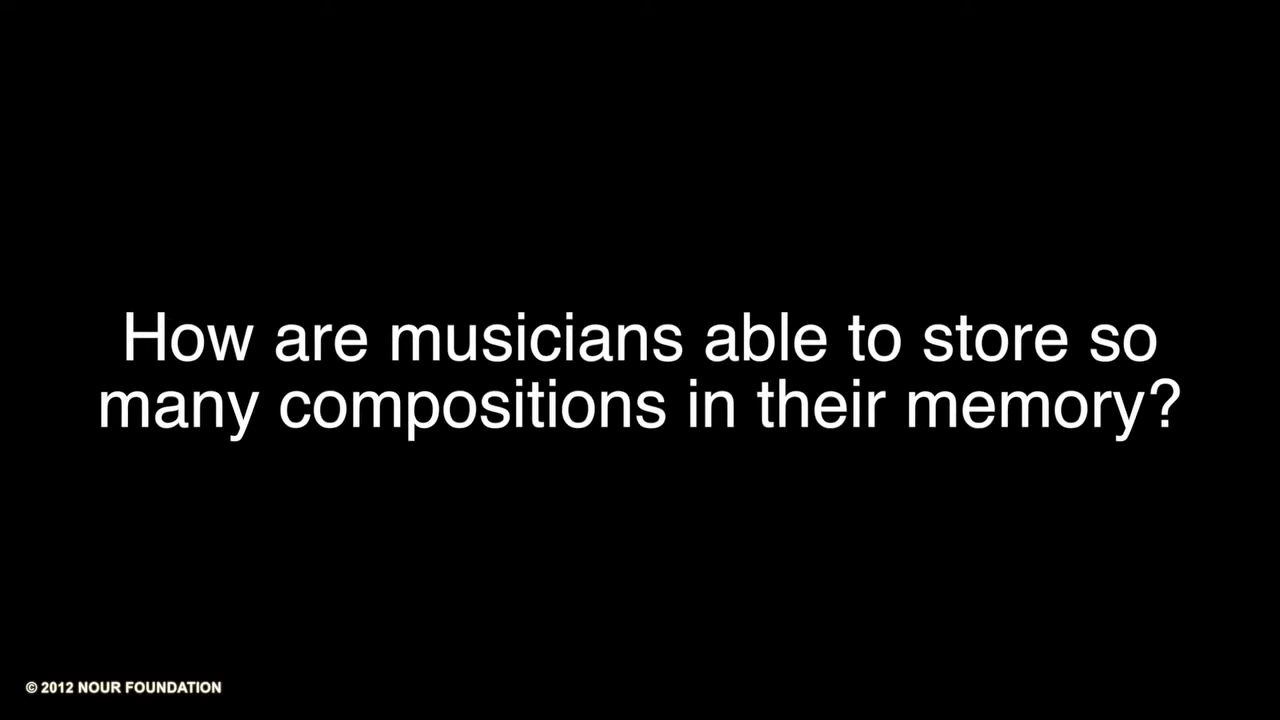 How are musicians able to store so
many compositions in their memory?
© 2012 NOUR FOUNDATION